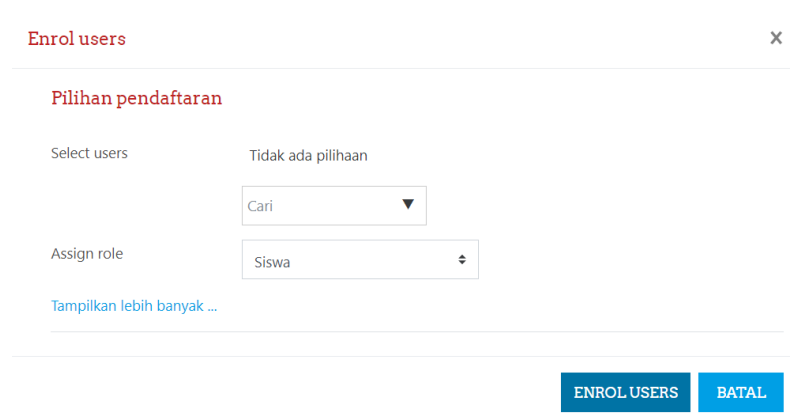 Enrol users
×
Pilihan pendaftaran
Select users
Tidak ada pilihaan
Cari ▼
Assign role
Siswa
Tampilkan lebih banyak ...
ENROL USERS
BATAL